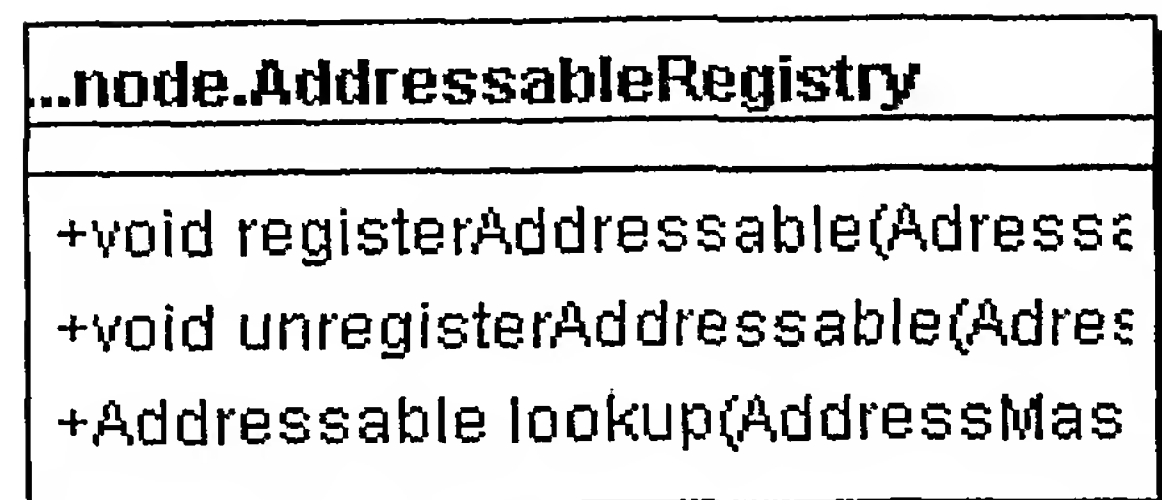 ...node.AddressableRegistry
+void registerAddressable(Adressa
+void unregisterAddressable(Adres
+Addressable lookup(AddressMas